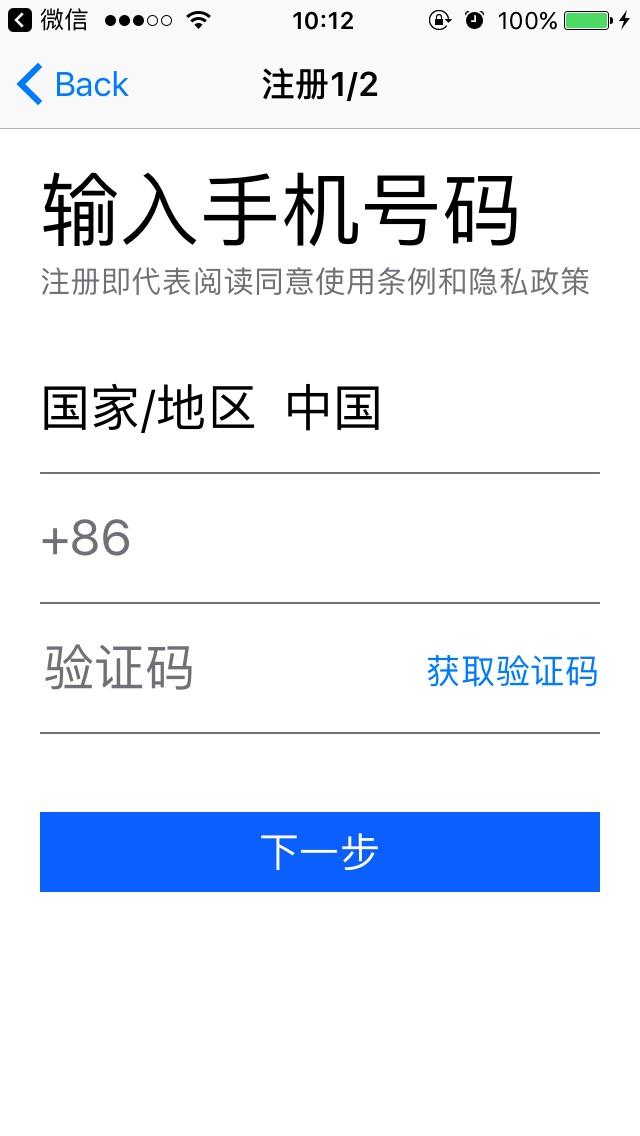 微信 10:12 100%
Back 注册1/2
输入手机号码
注册即代表阅读同意使用条例和隐私政策
国家/地区 中国
+86
验证码 获取验证码
下一步